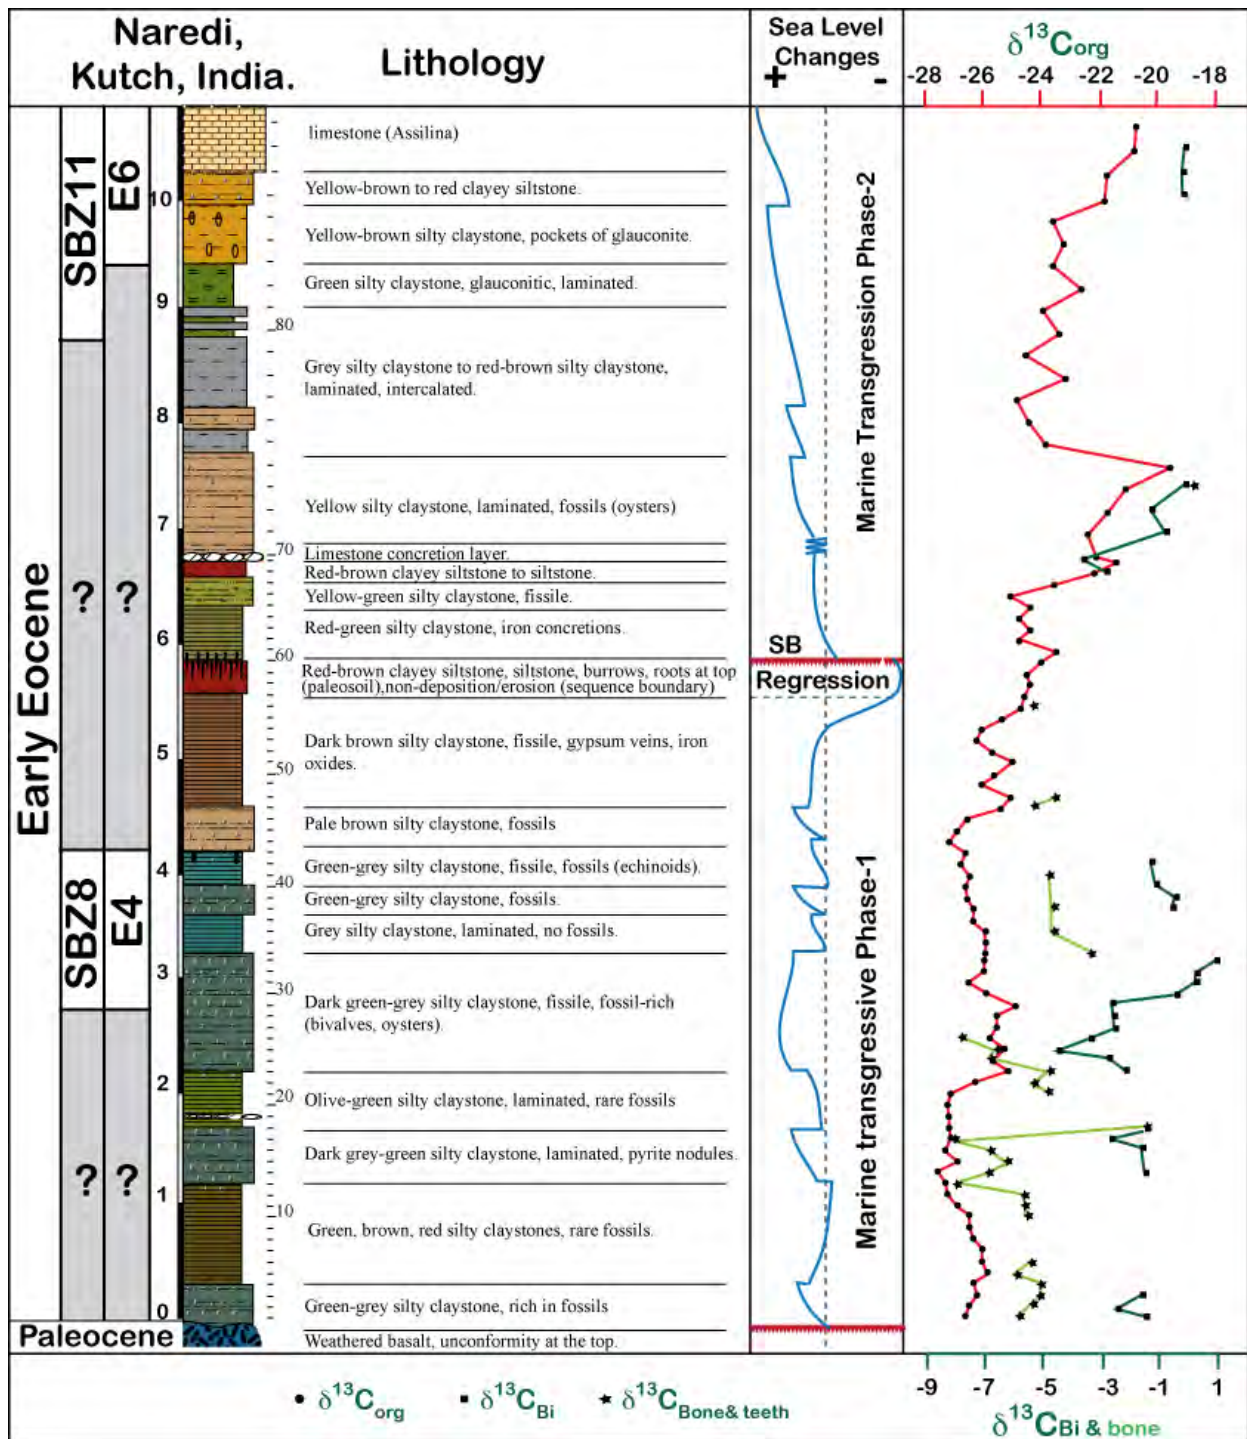 Naredi,
Kutch, India.
Lithology
Sea Level
Changes
+ -
δ13Corg
-28 -26 -24 -22 -20 -18
Early Eocene
Paleocene
SBZ11
E6
?
?
SBZ8
E4
?
?
10
9
8
7
6
5
4
3
2
1
0
80
70
60
50
40
30
20
10
limestone (Assilina)
Yellow-brown to red clayey siltstone.
Yellow-brown silty claystone, pockets of glauconite.
Green silty claystone, glauconitic, laminated.
Grey silty claystone to red-brown silty claystone,
laminated, intercalated.
Yellow silty claystone, laminated, fossils (oysters)
Limestone concretion layer.
Red-brown clayey siltstone to siltstone.
Yellow-green silty claystone, fissile.
Red-green silty claystone, iron concretions.
Red-brown clayey siltstone, siltstone, burrows, roots at top
(paleosoil),non-deposition/erosion (sequence boundary)
Dark brown silty claystone, fissile, gypsum veins, iron
oxides.
Pale brown silty claystone, fossils
Green-grey silty claystone, fissile, fossils (echinoids).
Green-grey silty claystone, fossils.
Grey silty claystone, laminated, no fossils.
Dark green-grey silty claystone, fissile, fossil-rich
(bivalves, oysters).
Olive-green silty claystone, laminated, rare fossils
Dark grey-green silty claystone, laminated, pyrite nodules.
Green, brown, red silty claystones, rare fossils.
Green-grey silty claystone, rich in fossils
Weathered basalt, unconformity at the top.
Marine Transgression Phase-2
SB
Regression
Marine transgressive Phase-1
-9 -7 -5 -3 -1 1
δ13CBi & bone
δ13Corg
δ13CBi
δ13CBone& teeth